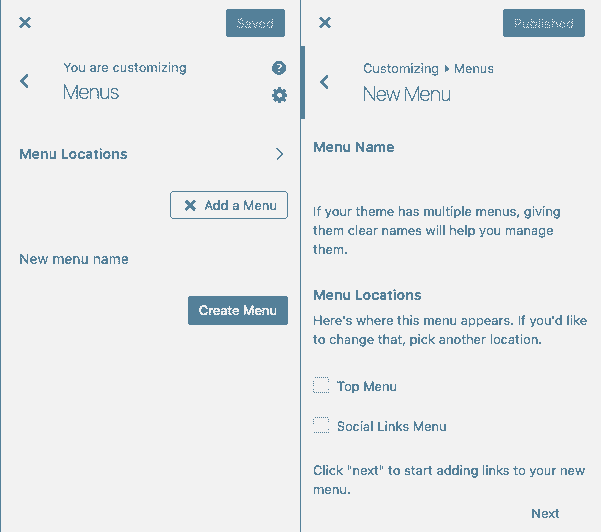 Saved
You are customizing
Menus
Menu Locations
Add a Menu
New menu name
Create Menu
Published
Customizing ▸ Menus
New Menu
Menu Name
If your theme has multiple menus, giving
them clear names will help you manage
them.
Menu Locations
Here's where this menu appears. If you'd like
to change that, pick another location.
Top Menu
Social Links Menu
Click "next" to start adding links to your new
menu.
Next